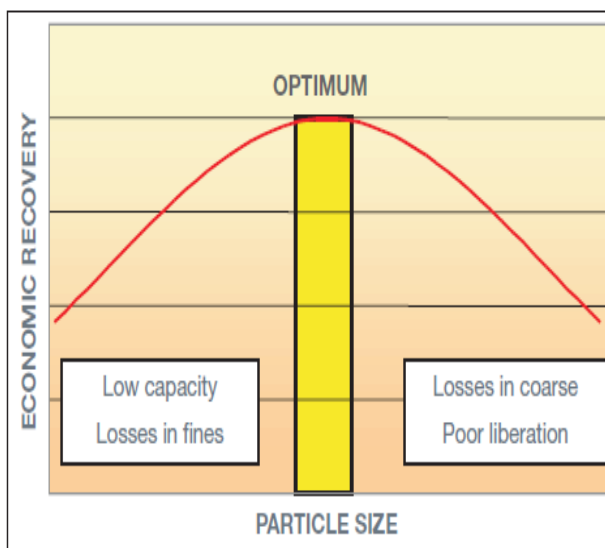 OPTIMUM
ECONOMIC RECOVERY
Low capacity
Losses in fines
Losses in coarse
Poor liberation
PARTICLE SIZE